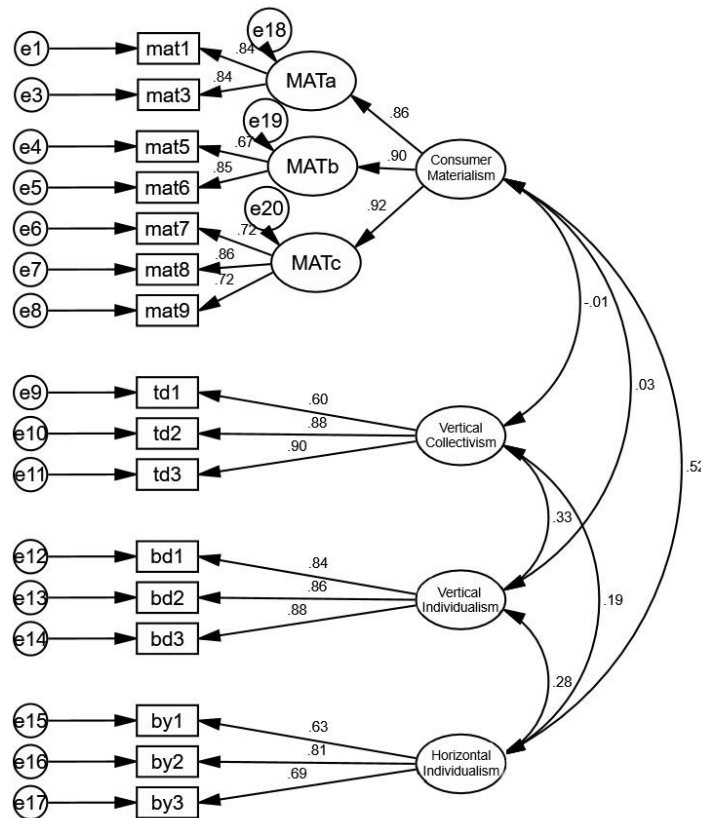 e18
e1
mat1
.84
MATa
e3
mat3
.84
.86
e19
e4
mat5
.67
MATb
.90
Consumer
Materialism
e5
mat6
.85
e20
.92
e6
mat7
.72
e7
mat8
.86
MATc
e8
mat9
.72
-.01
.03
e9
td1
.60
e10
td2
.88
Vertical
Collectivism
e11
td3
.90
.52
.33
e12
bd1
.84
e13
bd2
.86
Vertical
Individualism
.19
e14
bd3
.88
.28
e15
by1
.63
e16
by2
.81
Horizontal
Individualism
e17
by3
.69